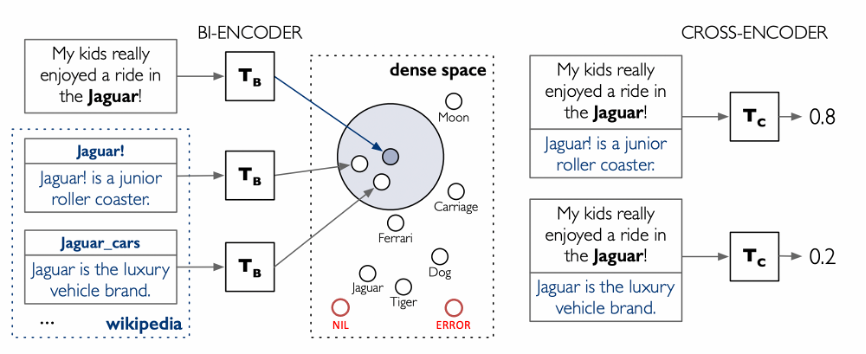 BI-ENCODER
My kids really
enjoyed a ride in
the Jaguar!
T_B
Jaguar!
Jaguar! is a junior
roller coaster.
T_B
Jaguar_cars
Jaguar is the luxury
vehicle brand.
T_B
...
wikipedia
dense space
Moon
Carriage
Ferrari
Dog
Jaguar
Tiger
NIL
ERROR
CROSS-ENCODER
My kids really
enjoyed a ride in
the Jaguar!
Jaguar! is a junior
roller coaster.
T_C
0.8
My kids really
enjoyed a ride in
the Jaguar!
Jaguar is the luxury
vehicle brand.
T_C
0.2